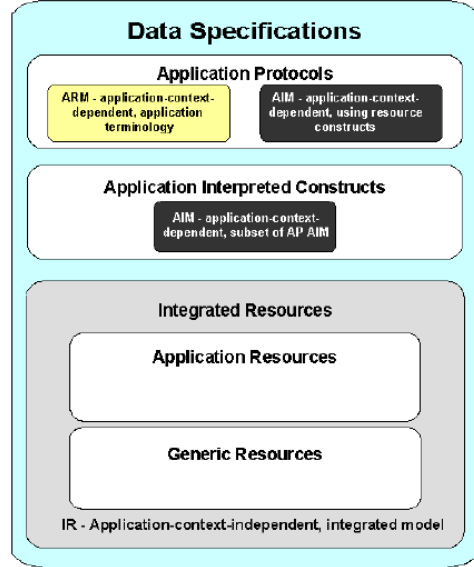 Data Specifications
Application Protocols
ARM - application-context-
dependent, application
terminology
AIM - application-context-
dependent, using resource
constructs
Application Interpreted Constructs
AIM - application-context-
dependent, subset of AP AIM
Integrated Resources
Application Resources
Generic Resources
IR - Application-context-independent, integrated model